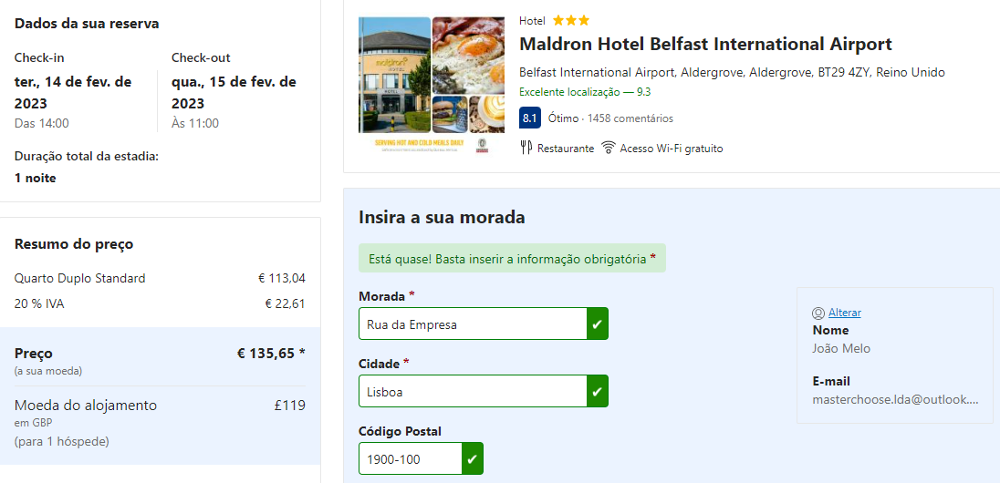 Dados da sua reserva
Check-in
ter., 14 de fev. de
2023
Das 14:00
Check-out
qua., 15 de fev. de
2023
Às 11:00
Duração total da estadia:
1 noite
Resumo do preço
Quarto Duplo Standard € 113,04
20 % IVA € 22,61
Preço € 135,65 *
(a sua moeda)
Moeda do alojamento £119
em GBP
(para 1 hóspede)
maldron
HOTEL
SERVING HOT AND COLD MEALS DAILY
Hotel
Maldron Hotel Belfast International Airport
Belfast International Airport, Aldergrove, Aldergrove, BT29 4ZY, Reino Unido
Excelente localização — 9.3
8.1 Ótimo · 1458 comentários
Restaurante Acesso Wi-Fi gratuito
Insira a sua morada
Está quase! Basta inserir a informação obrigatória *
Morada *
Rua da Empresa
Cidade *
Lisboa
Código Postal
1900-100
Alterar
Nome
João Melo
E-mail
masterchoose.lda@outlook....